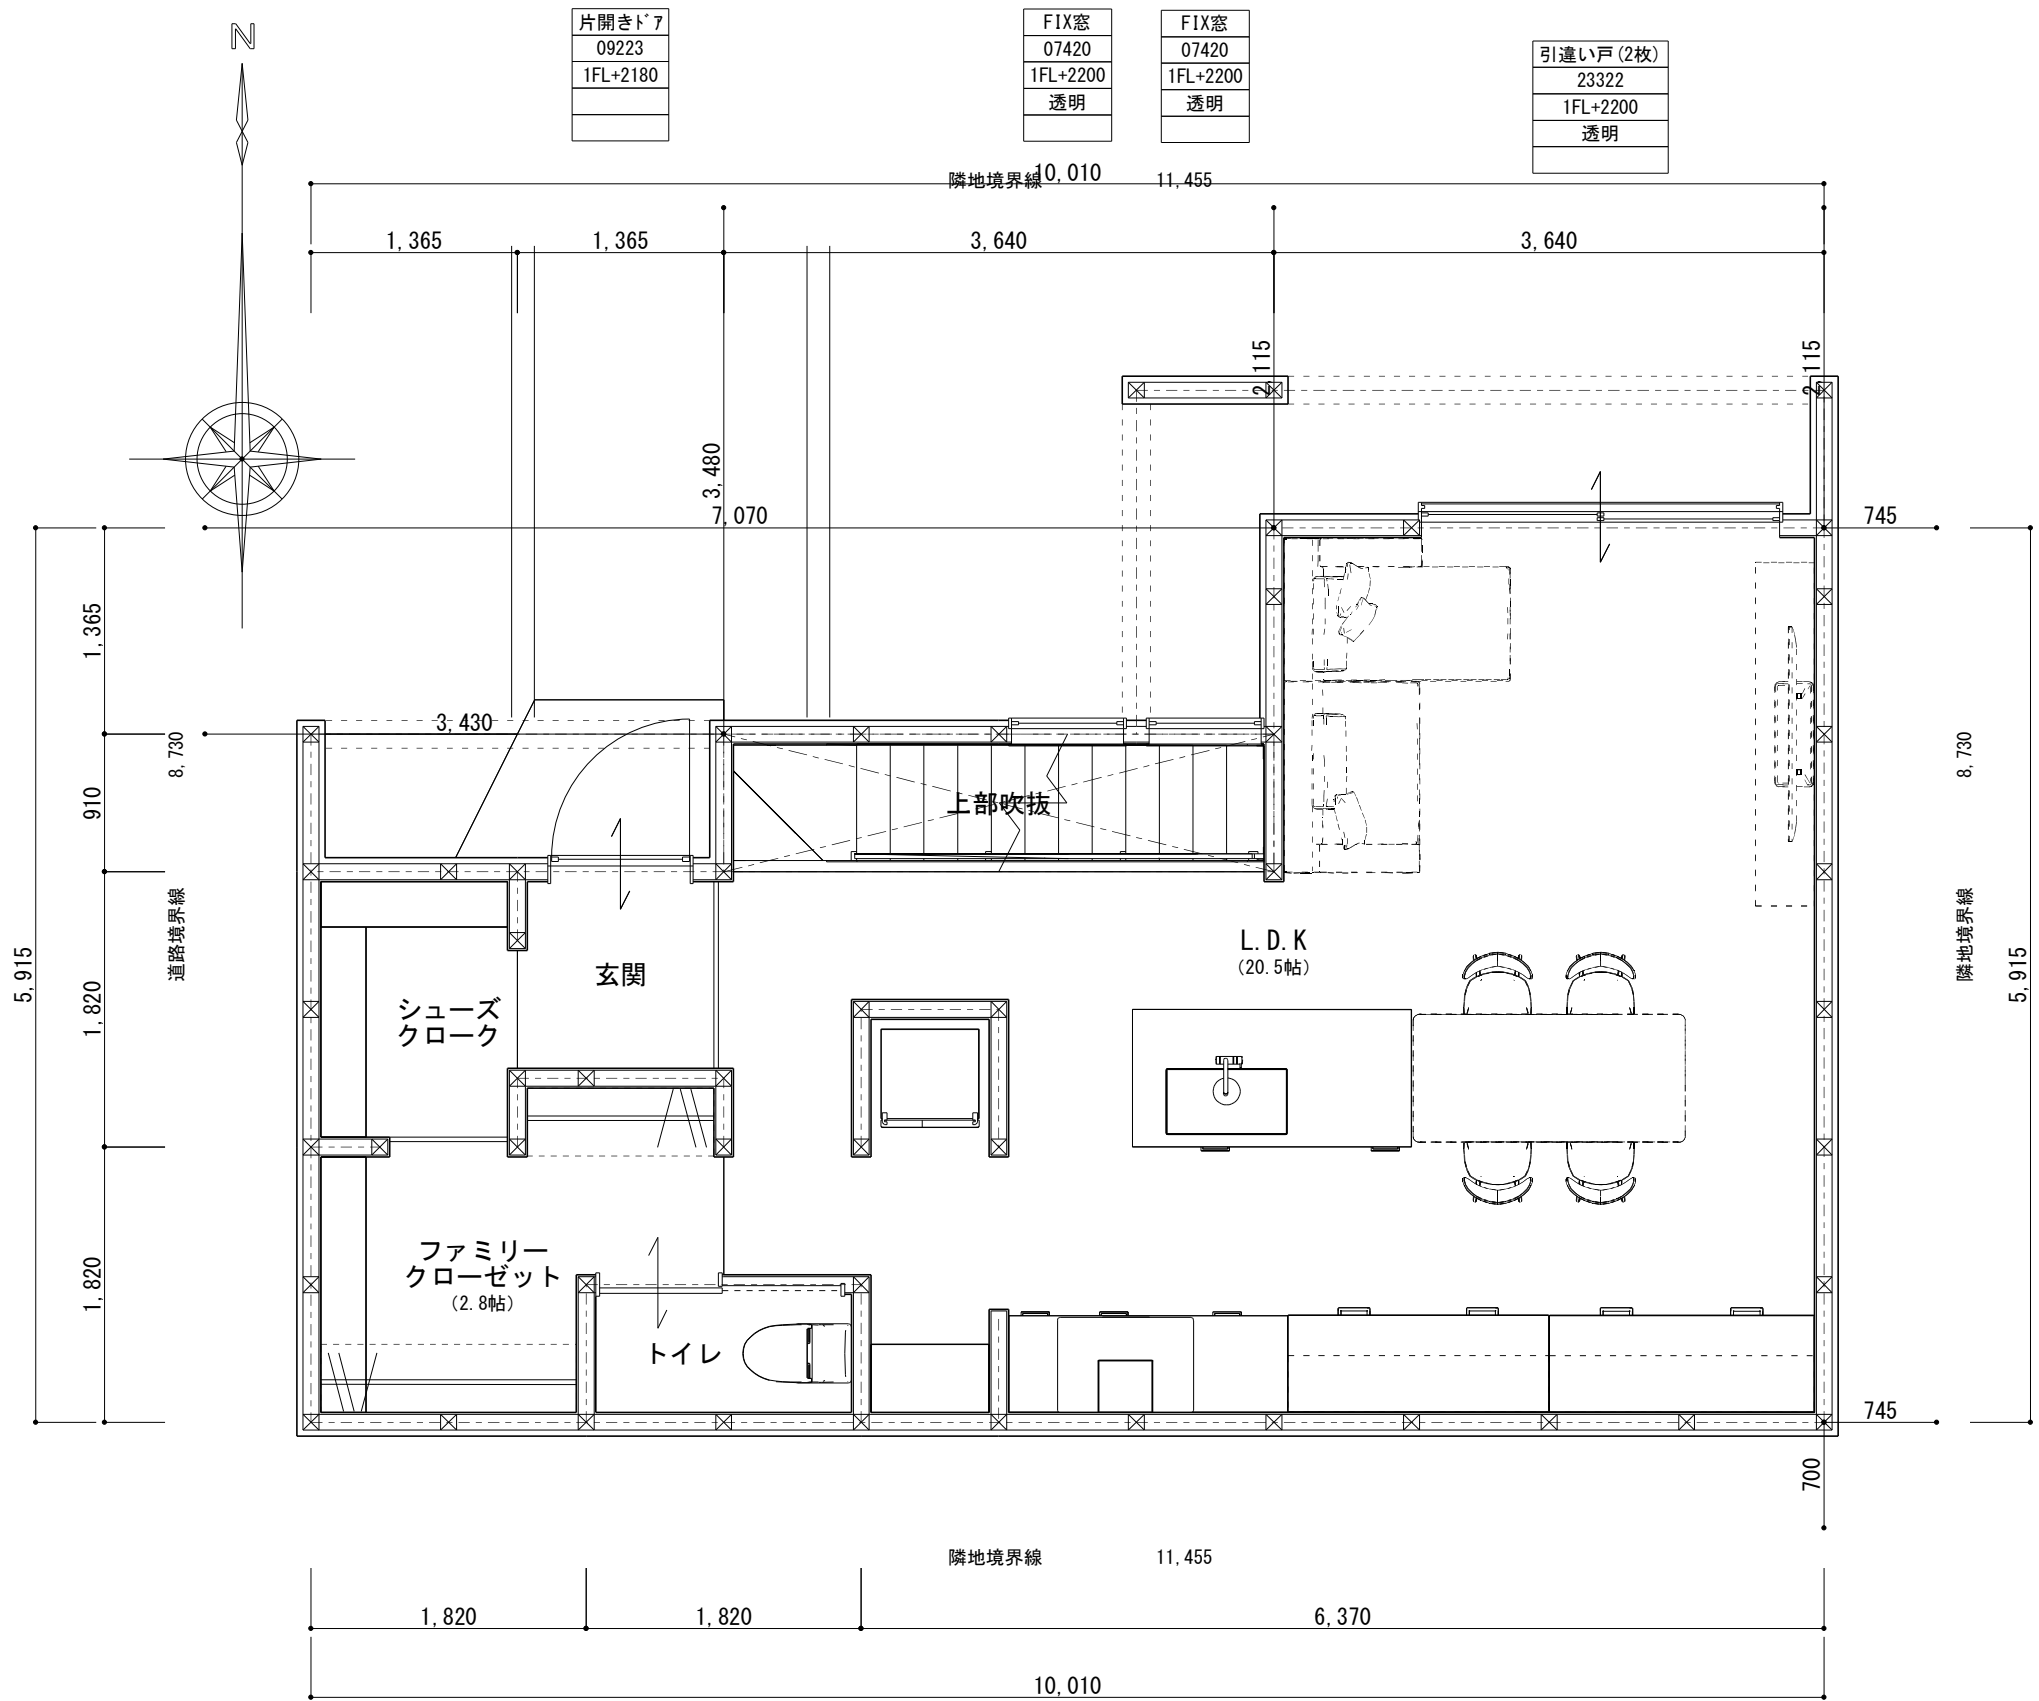 N
片開きﾄﾞｱ
09223
1FL+2180
FIX窓
07420
1FL+2200
透明
FIX窓
07420
1FL+2200
透明
引違い戸(2枚)
23322
1FL+2200
透明
10,010
隣地境界線 11,455
1,365 1,365 3,640 3,640
2,115
2,115
3,480
7,070
745
1,365
3,430
8,730
8,730
910
上部吹抜
道路境界線
隣地境界線
5,915
5,915
L.D.K
(20.5帖)
玄関
シューズ
クローク
1,820
ファミリー
クローゼット
(2.8帖)
1,820
トイレ
745
700
隣地境界線 11,455
1,820 1,820 6,370
10,010